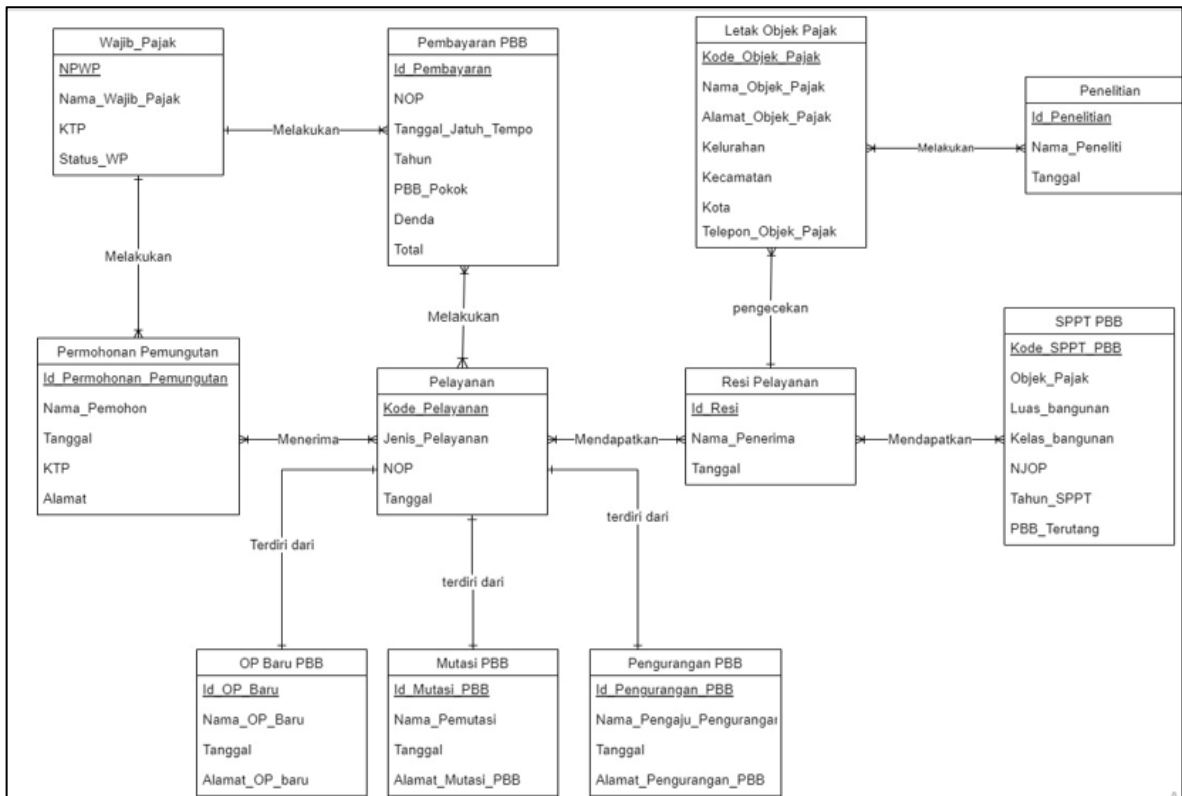 Wajib_Pajak
NPWP
Nama_Wajib_Pajak
KTP
Status_WP
Melakukan
Pembayaran PBB
Id_Pembayaran
NOP
Tanggal_Jatuh_Tempo
Tahun
PBB_Pokok
Denda
Total
Letak Objek Pajak
Kode_Objek_Pajak
Nama_Objek_Pajak
Alamat_Objek_Pajak
Kelurahan
Kecamatan
Kota
Telepon_Objek_Pajak
Melakukan
Penelitian
Id_Penelitian
Nama_Peneliti
Tanggal
Melakukan
Melakukan
pengecekan
Permohonan Pemungutan
Id_Permohonan_Pemungutan
Nama_Pemohon
Tanggal
KTP
Alamat
Menerima
Pelayanan
Kode_Pelayanan
Jenis_Pelayanan
NOP
Tanggal
Mendapatkan
Resi Pelayanan
Id_Resi
Nama_Penerima
Tanggal
Mendapatkan
SPPT PBB
Kode_SPPT_PBB
Objek_Pajak
Luas_bangunan
Kelas_bangunan
NJOP
Tahun_SPPT
PBB_Terutang
Terdiri dari
terdiri dari
terdiri dari
OP Baru PBB
Id_OP_Baru
Nama_OP_Baru
Tanggal
Alamat_OP_baru
Mutasi PBB
Id_Mutasi_PBB
Nama_Pemutasi
Tanggal
Alamat_Mutasi_PBB
Pengurangan PBB
Id_Pengurangan_PBB
Nama_Pengaju_Pengurangan
Tanggal
Alamat_Pengurangan_PBB